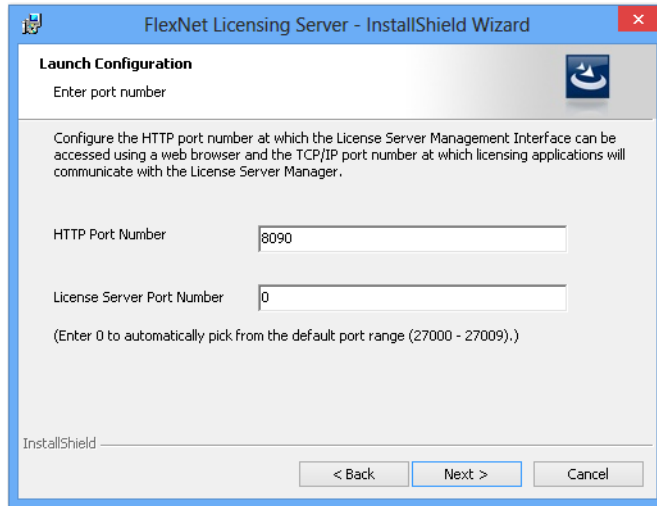 FlexNet Licensing Server - InstallShield Wizard
Launch Configuration
Enter port number
Configure the HTTP port number at which the License Server Management Interface can be
accessed using a web browser and the TCP/IP port number at which licensing applications will
communicate with the License Server Manager.
HTTP Port Number
8090
License Server Port Number
0
(Enter 0 to automatically pick from the default port range (27000 - 27009).)
InstallShield
< Back
Next >
Cancel